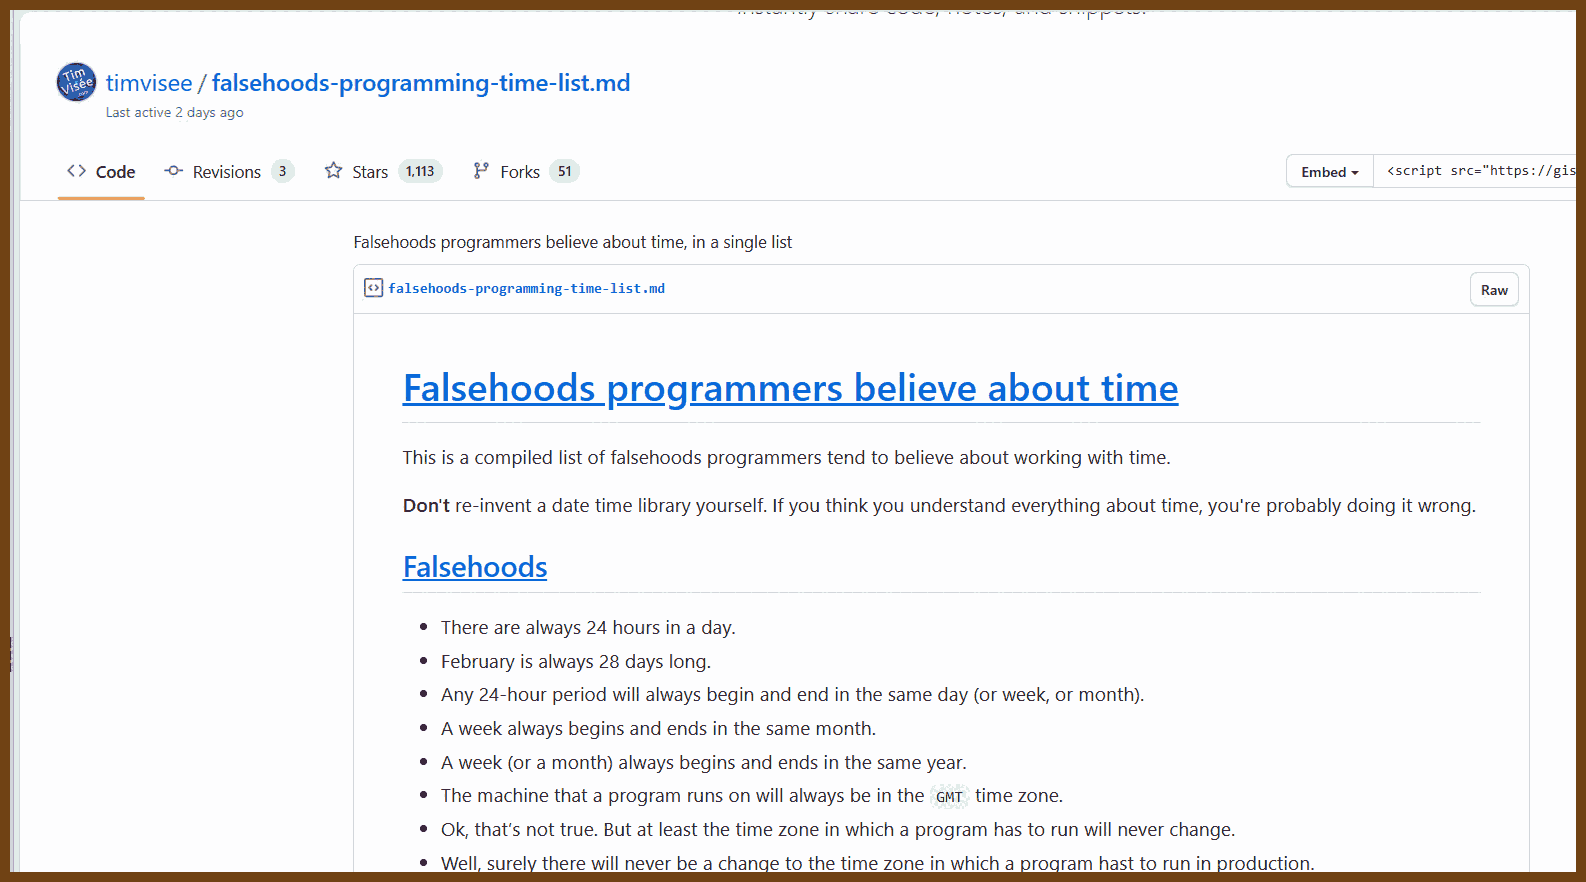 instantly share code, notes, and snippets.
Tim Visée .com
timvisee / falsehoods-programming-time-list.md
Last active 2 days ago
Code Revisions 3 Stars 1,113 Forks 51 Embed <script src="https://gis
Falsehoods programmers believe about time, in a single list
falsehoods-programming-time-list.md Raw
Falsehoods programmers believe about time
This is a compiled list of falsehoods programmers tend to believe about working with time.
Don't re-invent a date time library yourself. If you think you understand everything about time, you're probably doing it wrong.
Falsehoods
• There are always 24 hours in a day.
• February is always 28 days long.
• Any 24-hour period will always begin and end in the same day (or week, or month).
• A week always begins and ends in the same month.
• A week (or a month) always begins and ends in the same year.
• The machine that a program runs on will always be in the GMT time zone.
• Ok, that’s not true. But at least the time zone in which a program has to run will never change.
• Well, surely there will never be a change to the time zone in which a program hast to run in production.